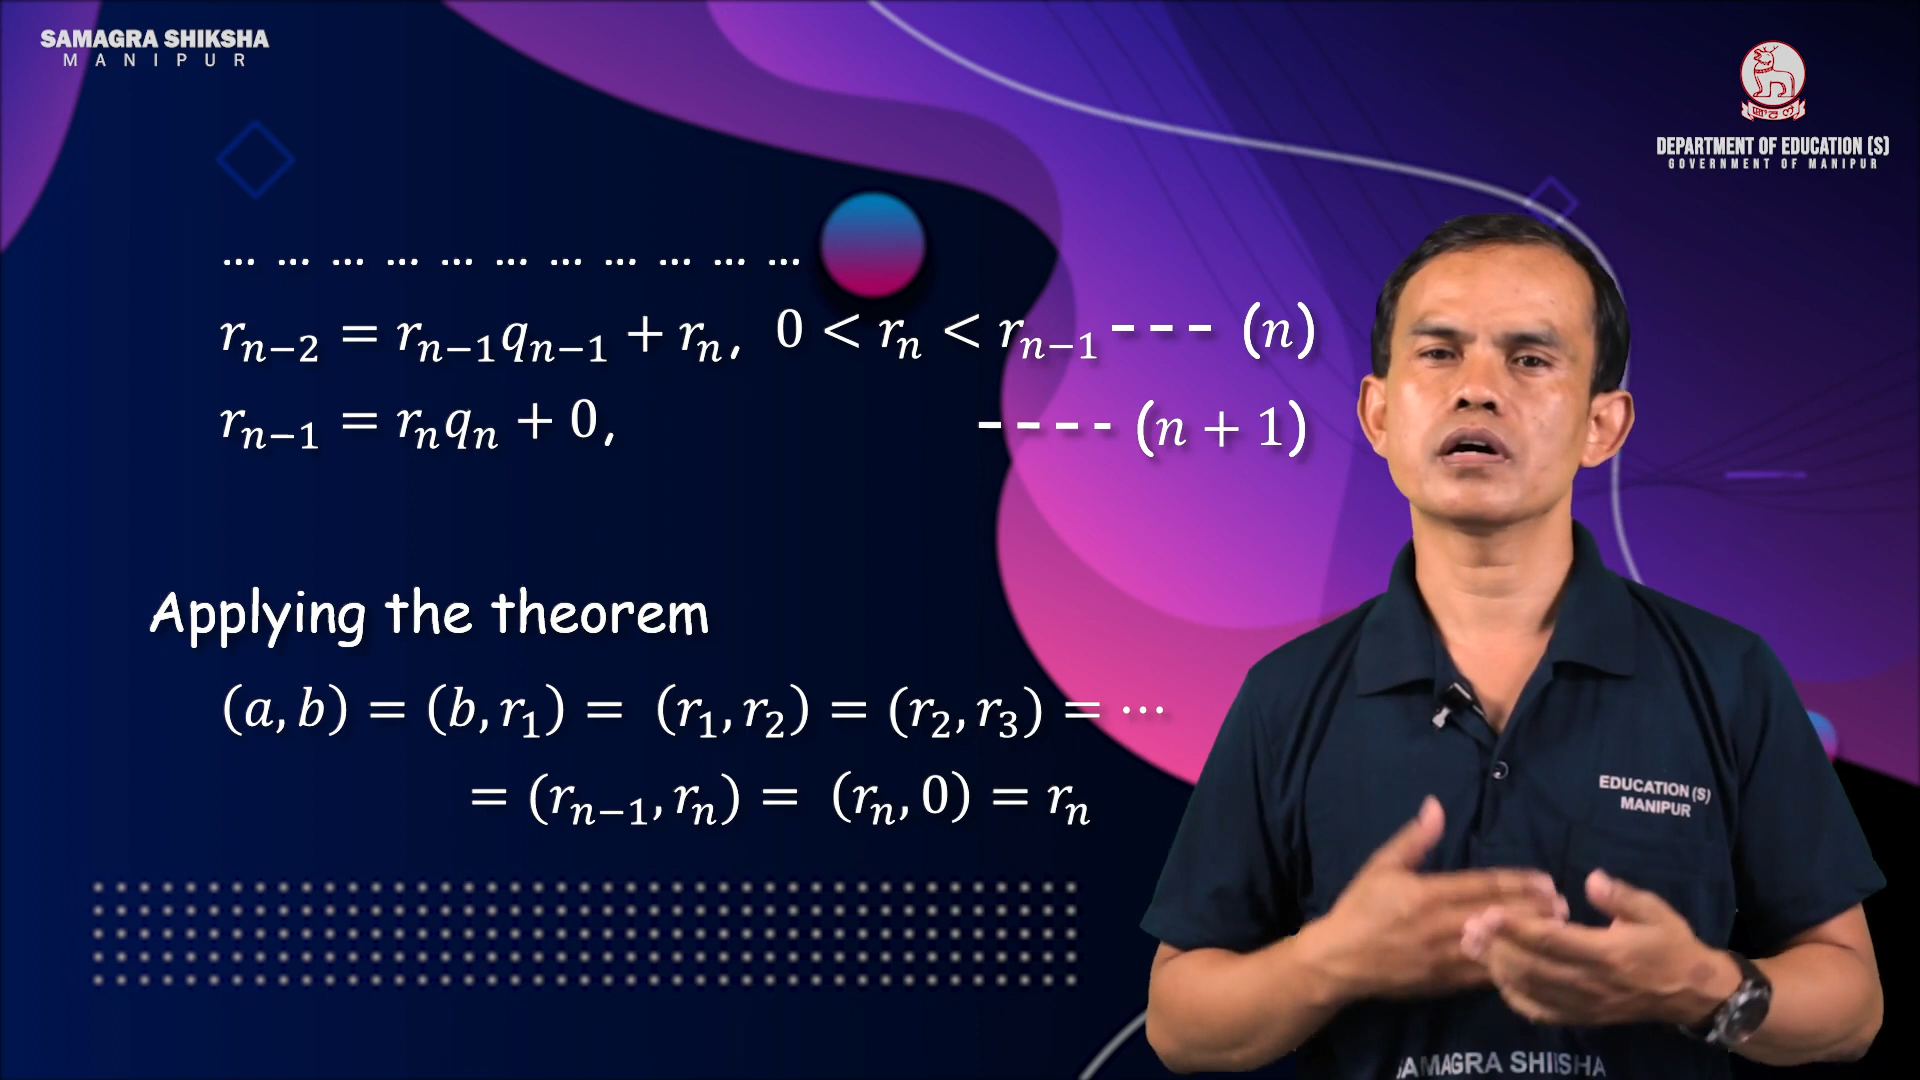 SAMAGRA SHIKSHA
MANIPUR
DEPARTMENT OF EDUCATION (S)
GOVERNMENT OF MANIPUR
... ... ... ... ... ... ... ... ... ... ...
rₙ₋₂ = rₙ₋₁qₙ₋₁ + rₙ, 0 < rₙ < rₙ₋₁ --- (n)
rₙ₋₁ = rₙqₙ + 0, ---- (n + 1)
Applying the theorem
(a, b) = (b, r₁) = (r₁, r₂) = (r₂, r₃) = ⋯
= (rₙ₋₁, rₙ) = (rₙ, 0) = rₙ
EDUCATION (S)
MANIPUR
SAMAGRA SHIKSHA